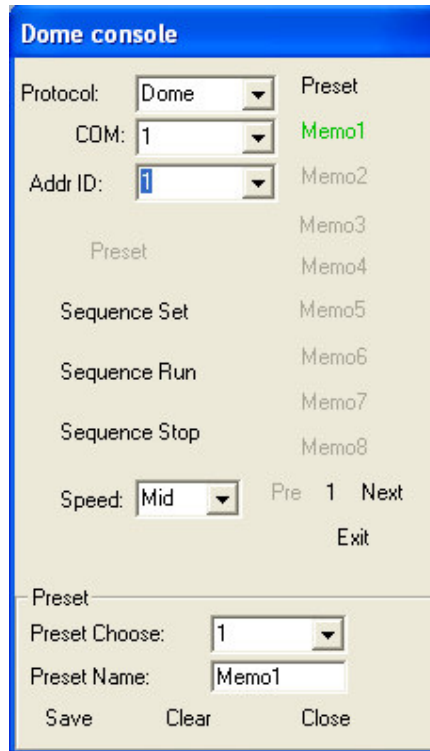 Dome console
Protocol: Dome Preset
COM: 1 Memo1
Addr ID: 1 Memo2
Memo3
Preset
Memo4
Sequence Set Memo5
Memo6
Sequence Run
Memo7
Sequence Stop
Memo8
Speed: Mid Pre 1 Next
Exit
Preset
Preset Choose: 1
Preset Name: Memo1
Save Clear Close